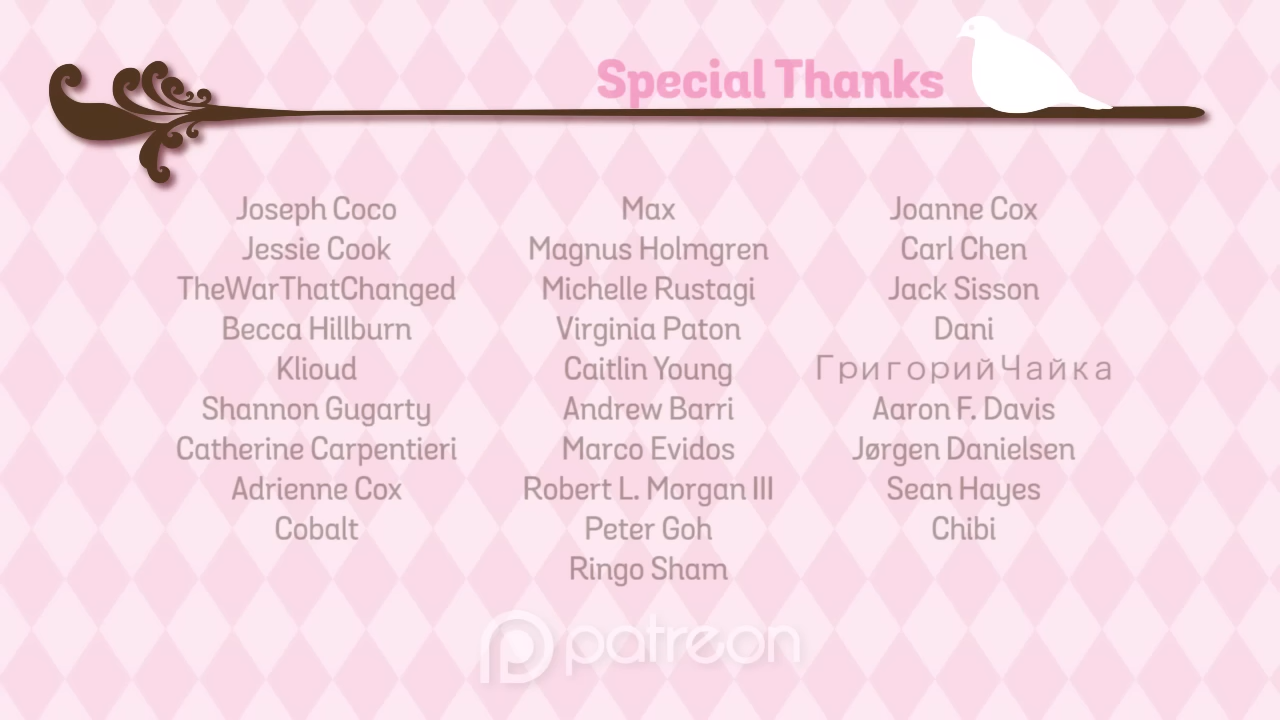 Special Thanks
Joseph Coco
Jessie Cook
TheWarThatChanged
Becca Hillburn
Klioud
Shannon Gugarty
Catherine Carpentieri
Adrienne Cox
Cobalt
Max
Magnus Holmgren
Michelle Rustagi
Virginia Paton
Caitlin Young
Andrew Barri
Marco Evidos
Robert L. Morgan III
Peter Goh
Ringo Sham
Joanne Cox
Carl Chen
Jack Sisson
Dani
ГригорийЧайка
Aaron F. Davis
Jørgen Danielsen
Sean Hayes
Chibi
patreon